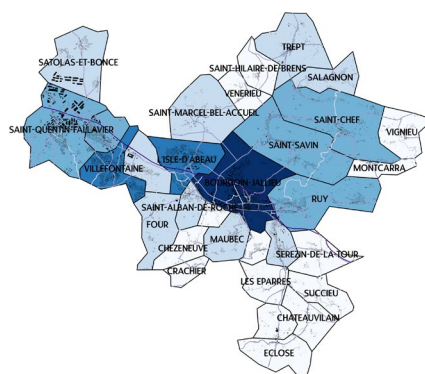 TREPT
SATOLAS-ET-BONCE
SAINT-HILAIRE-DE-BRENS
SALAGNON
VENERIEU
SAINT-MARCEL-BEL-ACCUEIL
SAINT-CHEF
SAINT-QUENTIN-FALLAVIER
VIGNIEU
SAINT-SAVIN
L'ISLE-D'ABEAU
VILLEFONTAINE
MONTCARRA
BOURGOIN-JALLIEU
RUY
SAINT-ALBAN-DE-ROCHE
FOUR
MAUBEC
CHEZENEUVE
SEREZIN-DE-LA-TOUR
CRACHIER
LES EPARRES
SUCCIEU
CHATEAUVILAIN
ECLOSE